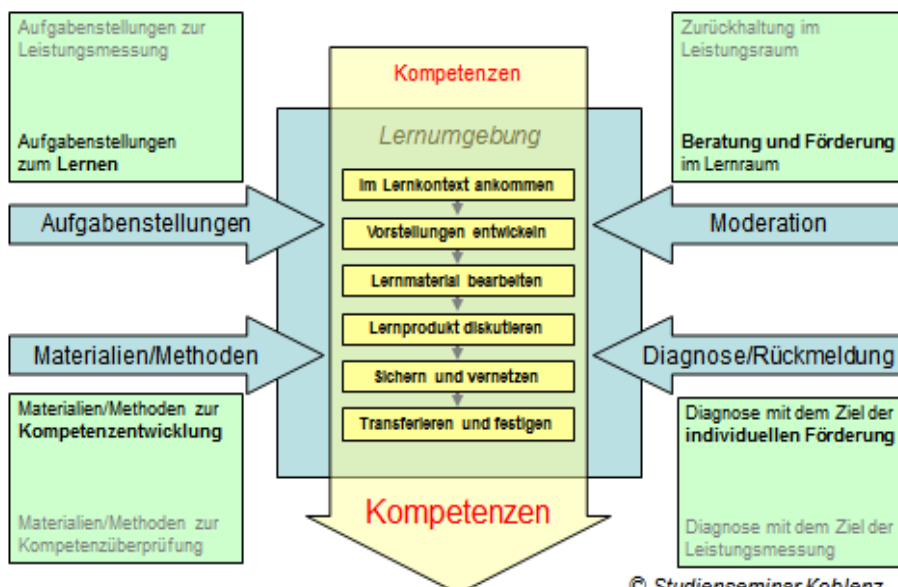 Aufgabenstellungen zur
Leistungsmessung
Aufgabenstellungen
zum Lernen
Aufgabenstellungen
Materialien/Methoden
Materialien/Methoden zur
Kompetenzentwicklung
Materialien/Methoden zur
Kompetenzüberprüfung
Kompetenzen
Lernumgebung
Im Lernkontext ankommen
Vorstellungen entwickeln
Lernmaterial bearbeiten
Lernprodukt diskutieren
Sichern und vernetzen
Transferieren und festigen
Kompetenzen
Zurückhaltung im
Leistungsraum
Beratung und Förderung
im Lernraum
Moderation
Diagnose/Rückmeldung
Diagnose mit dem Ziel der
individuellen Förderung
Diagnose mit dem Ziel der
Leistungsmessung
© Studienseminar Koblenz